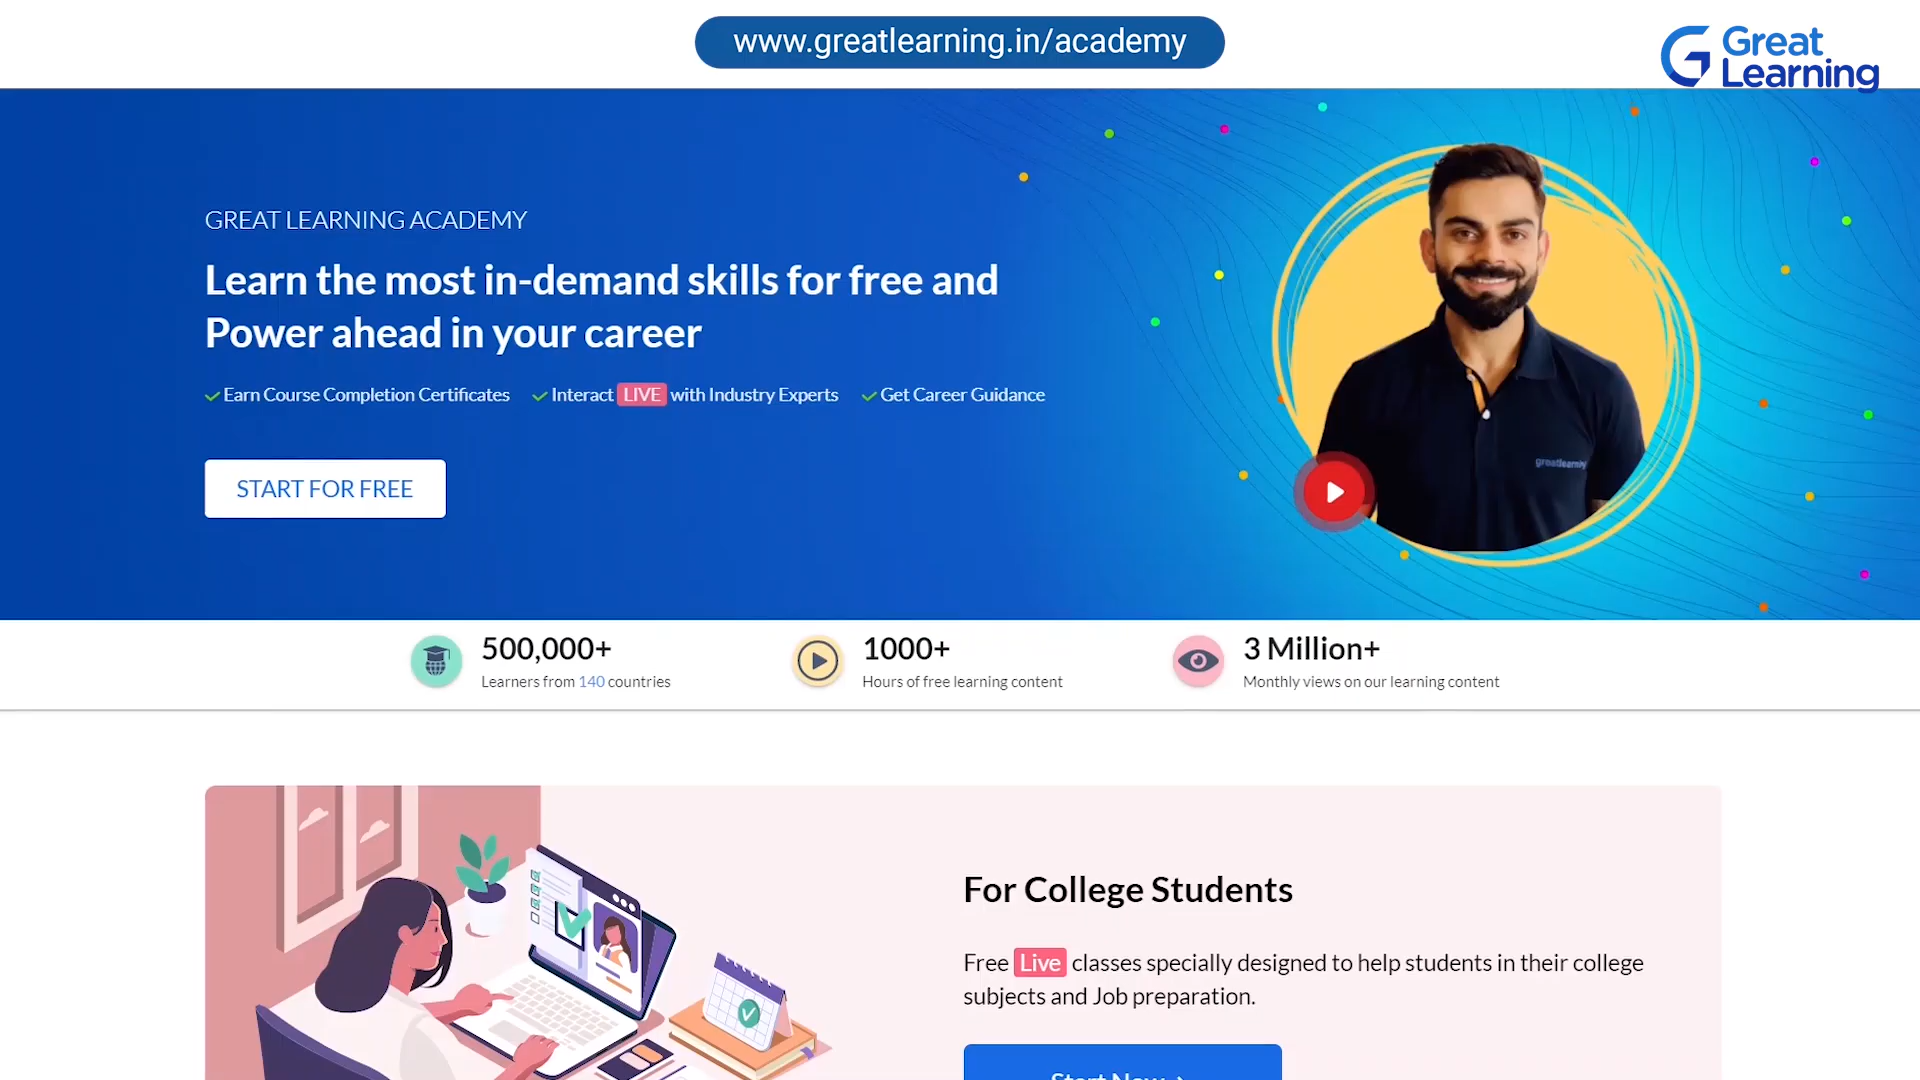 www.greatlearning.in/academy
Great
Learning
GREAT LEARNING ACADEMY
Learn the most in-demand skills for free and
Power ahead in your career
Earn Course Completion Certificates Interact LIVE with Industry Experts Get Career Guidance
greatlearning
START FOR FREE
500,000+
Learners from 140 countries
1000+
Hours of free learning content
3 Million+
Monthly views on our learning content
For College Students
Free Live classes specially designed to help students in their college
subjects and Job preparation.
Start Now